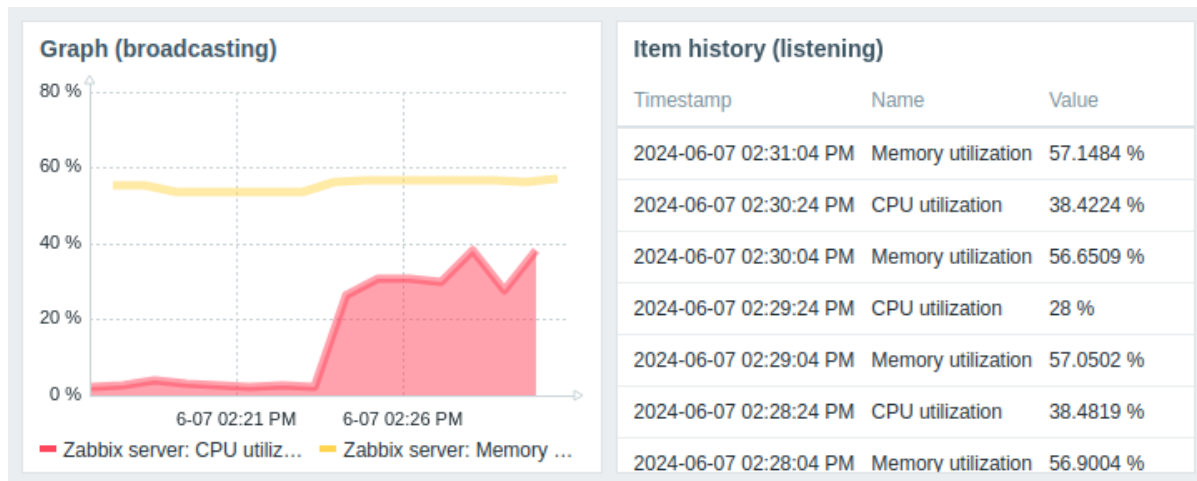 Graph (broadcasting)
80 %
60 %
40 %
20 %
0 %
6-07 02:21 PM 6-07 02:26 PM
Zabbix server: CPU utiliz... Zabbix server: Memory ...
Item history (listening)
Timestamp Name Value
2024-06-07 02:31:04 PM Memory utilization 57.1484 %
2024-06-07 02:30:24 PM CPU utilization 38.4224 %
2024-06-07 02:30:04 PM Memory utilization 56.6509 %
2024-06-07 02:29:24 PM CPU utilization 28 %
2024-06-07 02:29:04 PM Memory utilization 57.0502 %
2024-06-07 02:28:24 PM CPU utilization 38.4819 %
2024-06-07 02:28:04 PM Memory utilization 56.9004 %